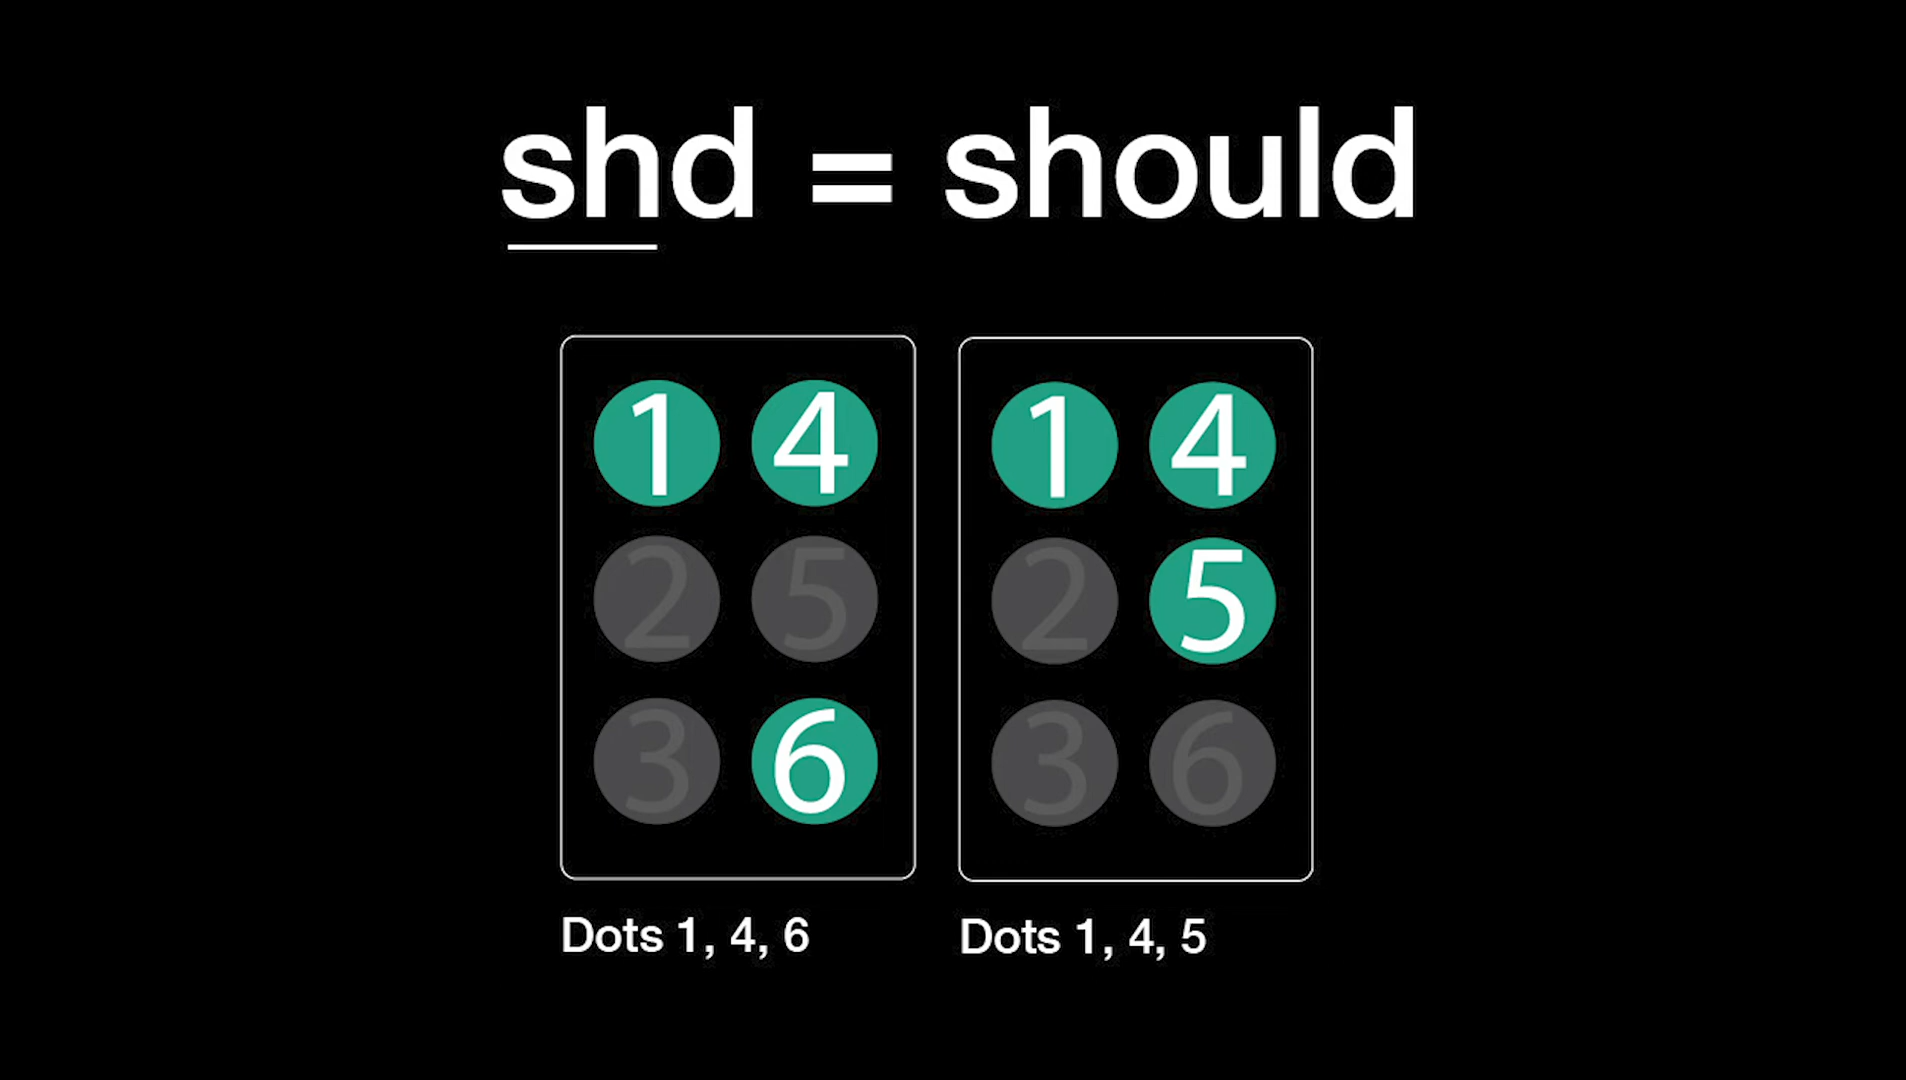 shd = should
1 4 1 4
2 5 2 5
3 6 3 6
Dots 1, 4, 6 Dots 1, 4, 5